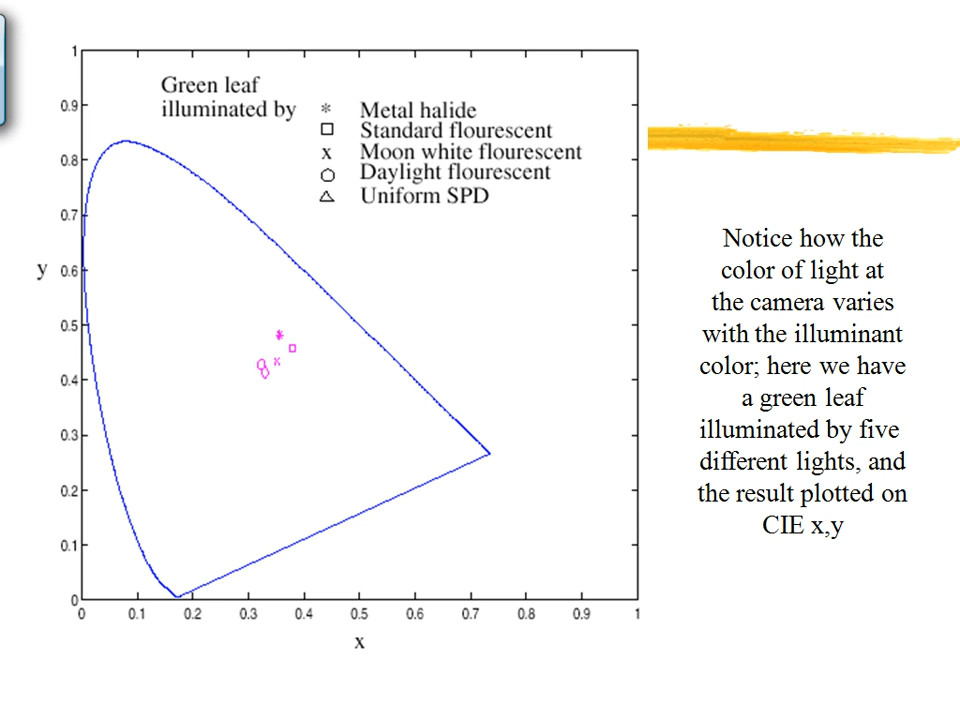 Green leaf
illuminated by
* Metal halide
Standard flourescent
x Moon white flourescent
Daylight flourescent
Uniform SPD
1
0.9
0.8
0.7
0.6
0.5
0.4
0.3
0.2
0.1
0
y
0 0.1 0.2 0.3 0.4 0.5 0.6 0.7 0.8 0.9 1
x
Notice how the
color of light at
the camera varies
with the illuminant
color; here we have
a green leaf
illuminated by five
different lights, and
the result plotted on
CIE x,y